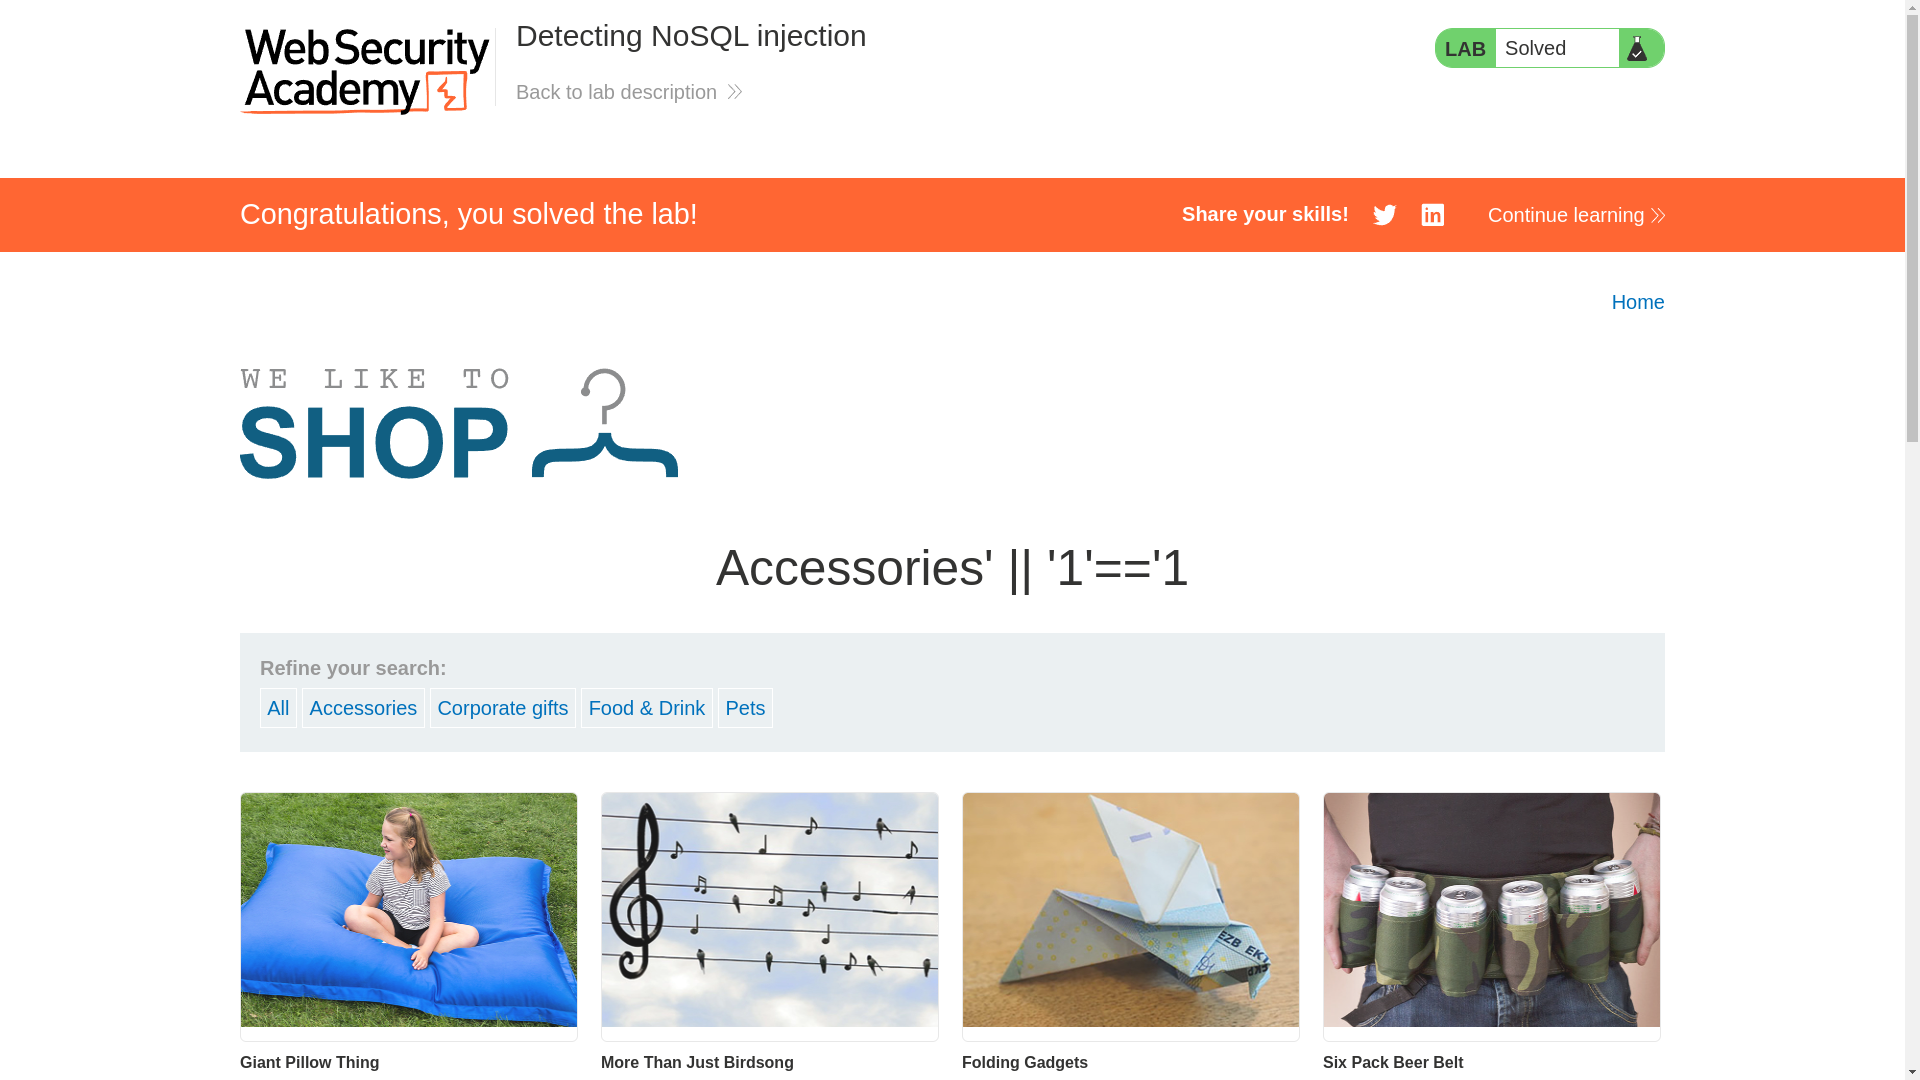 Web Security
Academy
Detecting NoSQL injection
Back to lab description
LAB
Solved
Congratulations, you solved the lab!
Share your skills!
Continue learning
Home
WE LIKE TO
SHOP
Accessories' || '1'=='1
Refine your search:
All
Accessories
Corporate gifts
Food & Drink
Pets
EZB EK
Giant Pillow Thing
More Than Just Birdsong
Folding Gadgets
Six Pack Beer Belt